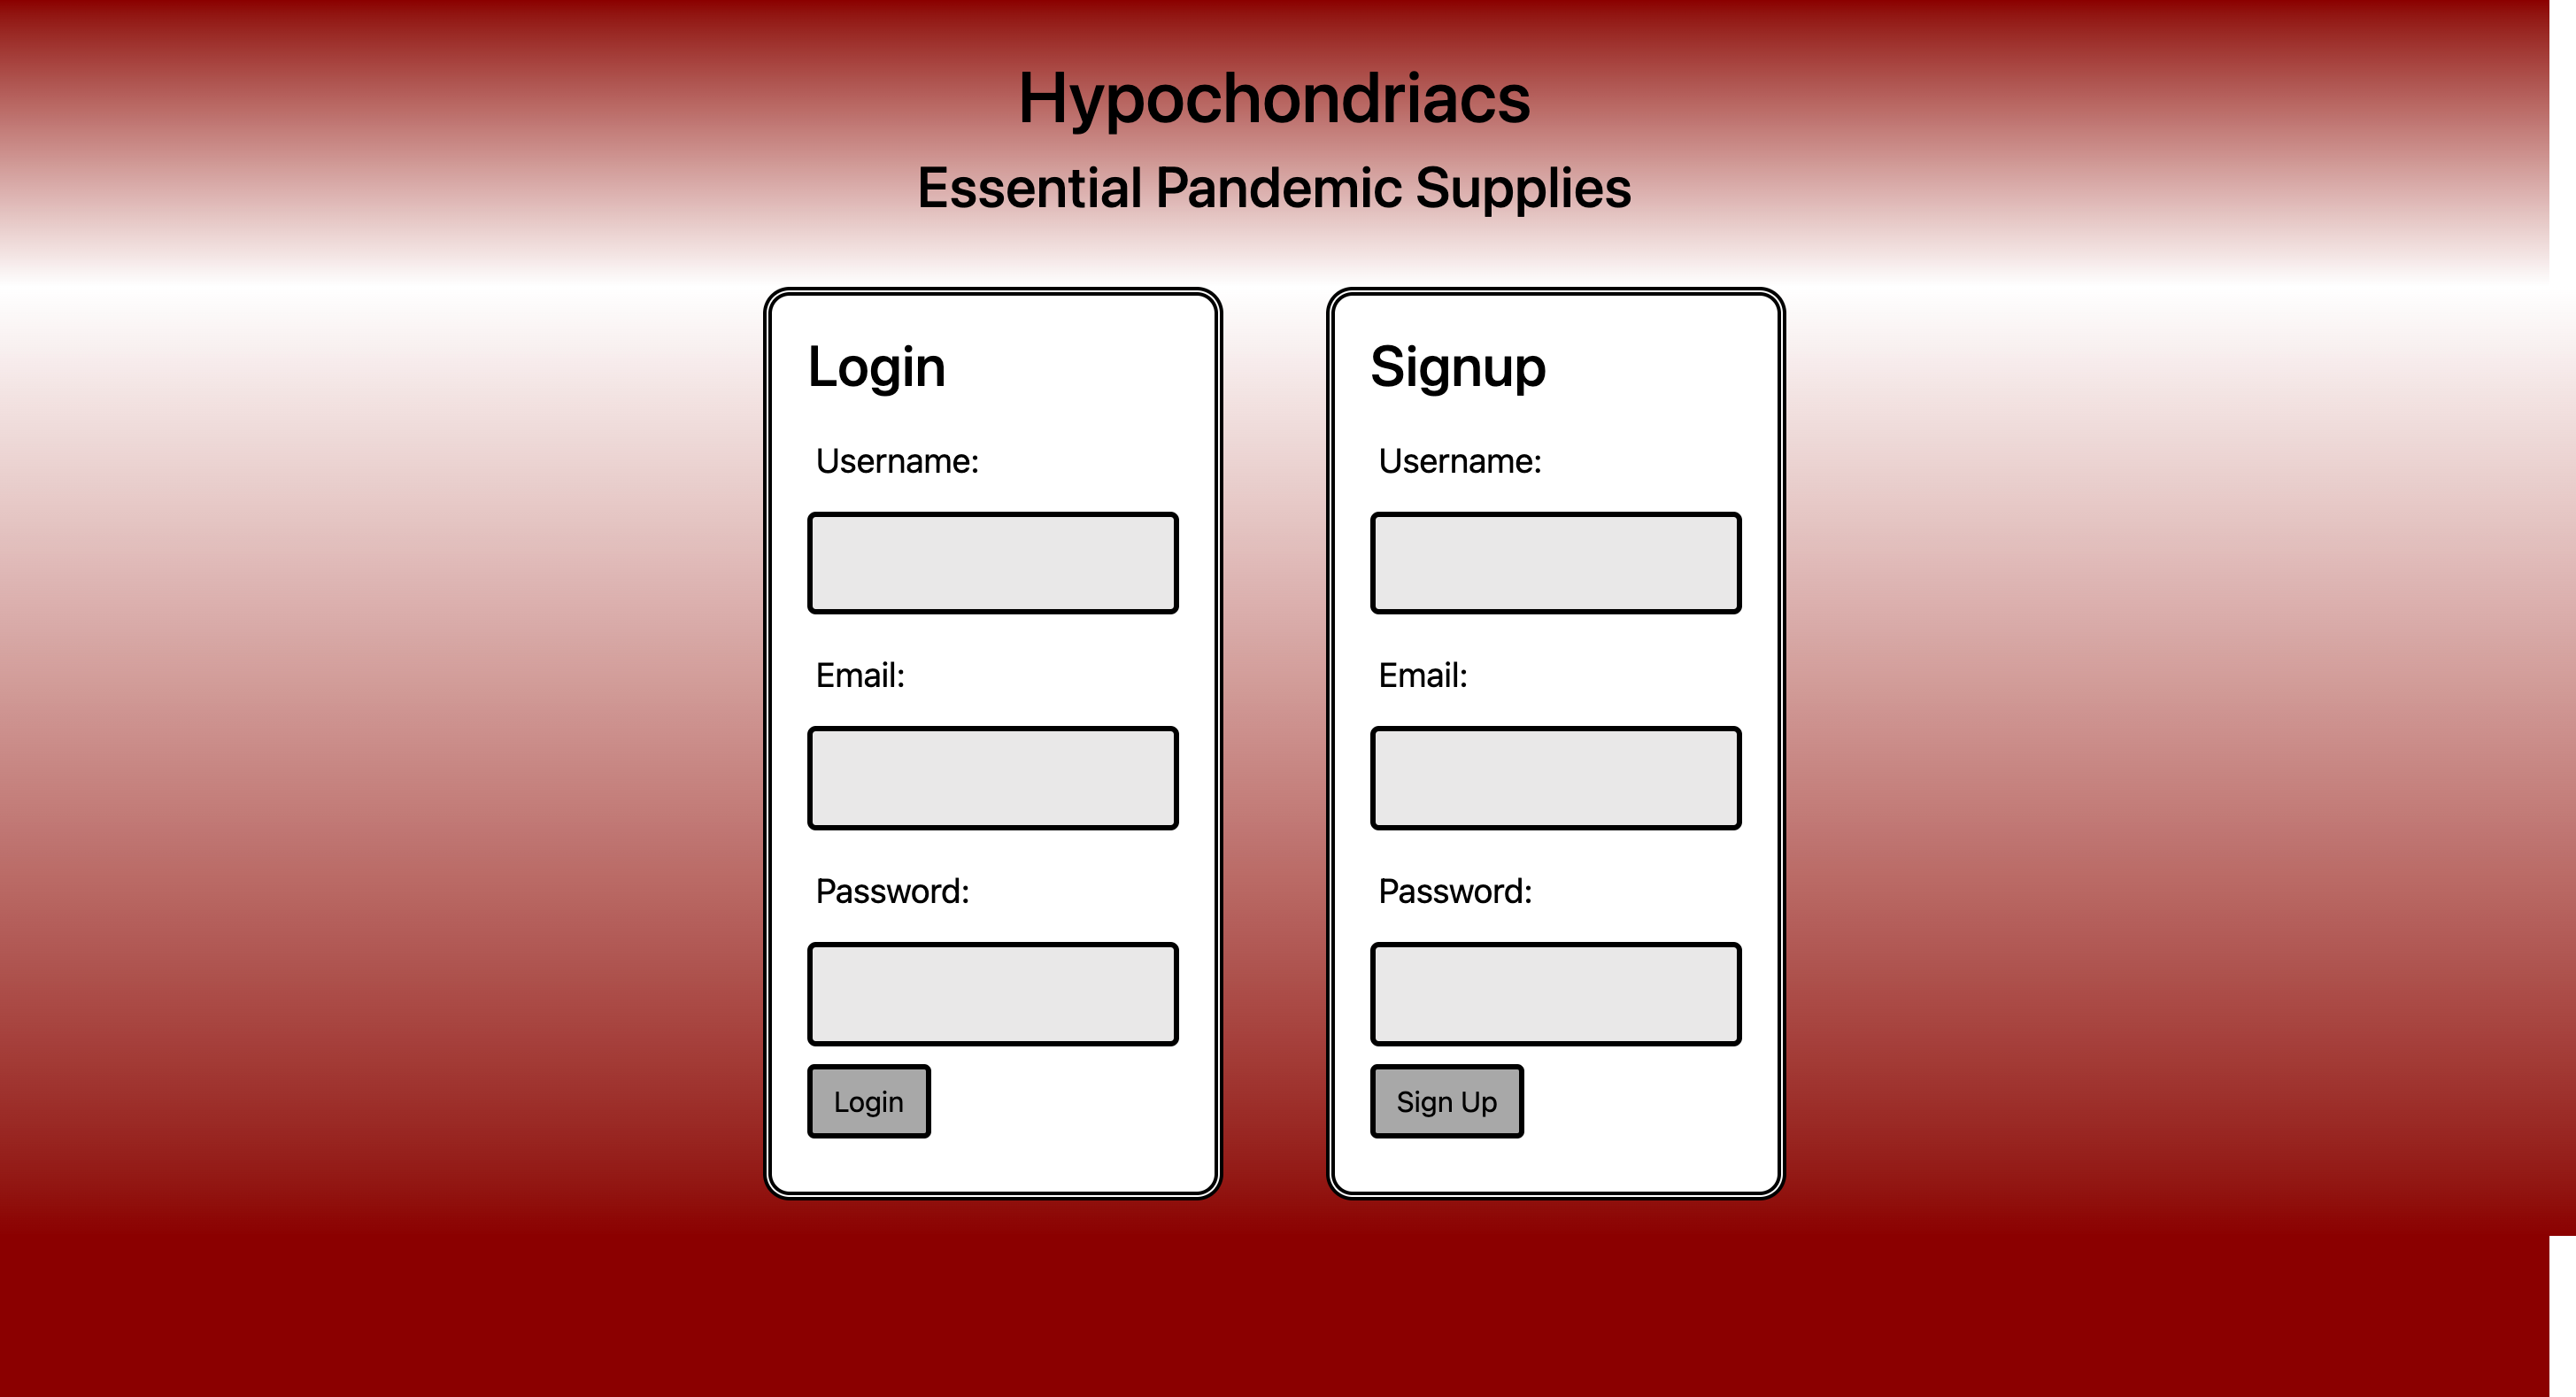 Hypochondriacs
Essential Pandemic Supplies
Login
Username:
Email:
Password:
Login
Signup
Username:
Email:
Password:
Sign Up